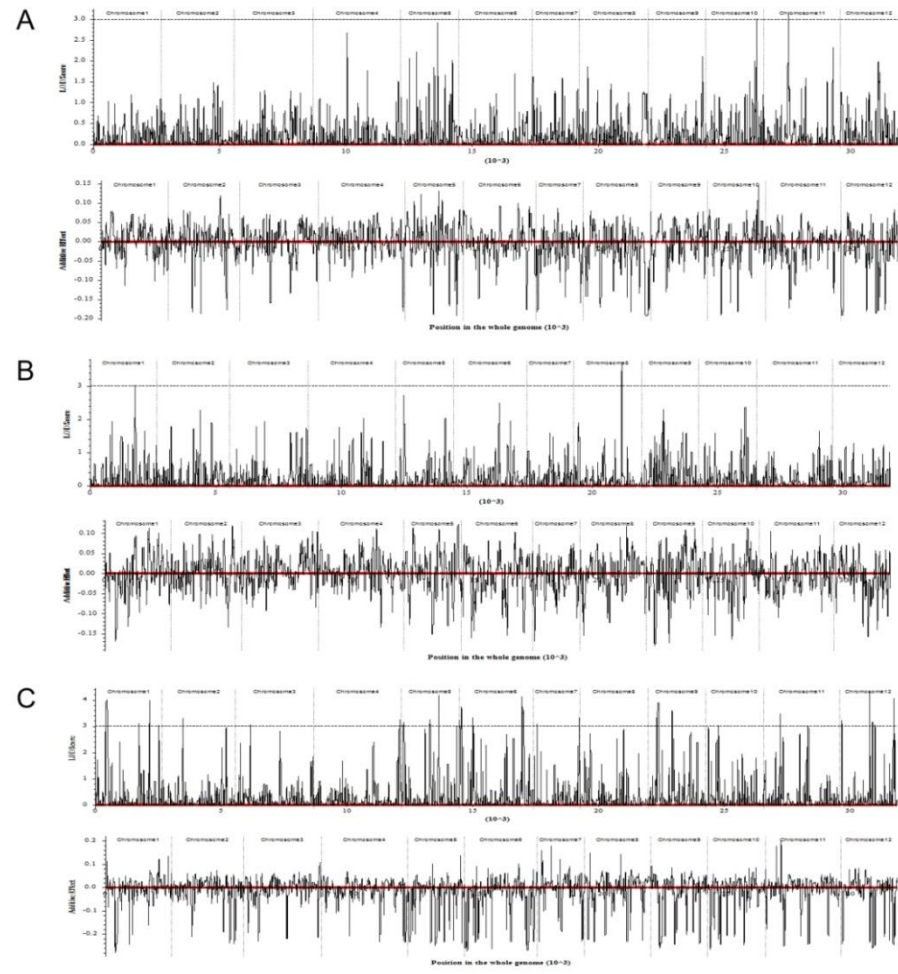 A
Chromosome1 Chromosome2 Chromosome3 Chromosome4 Chromosome5 Chromosome6 Chromosome7 Chromosome8 Chromosome9 Chromosome10 Chromosome11 Chromosome12
3.0
2.5
2.0
1.5
1.0
0.5
0.0
LOD Score
0 5 10 15 20 25 30
(10^3)
Chromosome1 Chromosome2 Chromosome3 Chromosome4 Chromosome5 Chromosome6 Chromosome7 Chromosome8 Chromosome9 Chromosome10 Chromosome11 Chromosome12
0.15
0.10
0.05
0.00
-0.05
-0.10
-0.15
-0.20
Additive Effect
Position in the whole genome (10^3)
B
Chromosome1 Chromosome2 Chromosome3 Chromosome4 Chromosome5 Chromosome6 Chromosome7 Chromosome8 Chromosome9 Chromosome10 Chromosome11 Chromosome12
3
2
1
0
LOD Score
0 5 10 15 20 25 30
(10^3)
Chromosome1 Chromosome2 Chromosome3 Chromosome4 Chromosome5 Chromosome6 Chromosome7 Chromosome8 Chromosome9 Chromosome10 Chromosome11 Chromosome12
0.10
0.05
0.00
-0.05
-0.10
-0.15
Additive Effect
Position in the whole genome (10^3)
C
Chromosome1 Chromosome2 Chromosome3 Chromosome4 Chromosome5 Chromosome6 Chromosome7 Chromosome8 Chromosome9 Chromosome10 Chromosome11 Chromosome12
4
3
2
1
0
LOD Score
0 5 10 15 20 25 30
(10^3)
Chromosome1 Chromosome2 Chromosome3 Chromosome4 Chromosome5 Chromosome6 Chromosome7 Chromosome8 Chromosome9 Chromosome10 Chromosome11 Chromosome12
0.2
0.1
0.0
-0.1
-0.2
Additive Effect
Position in the whole genome (10^3)